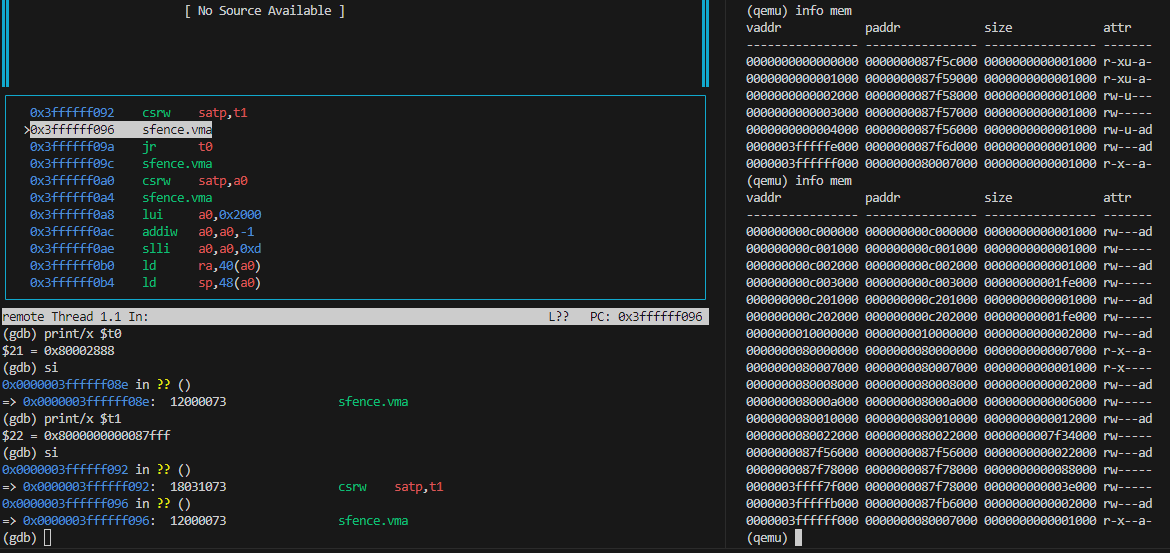 [ No Source Available ]
0x3ffffff092 csrw satp,t1
>0x3ffffff096 sfence.vma
0x3ffffff09a jr t0
0x3ffffff09c sfence.vma
0x3ffffff0a0 csrw satp,a0
0x3ffffff0a4 sfence.vma
0x3ffffff0a8 lui a0,0x2000
0x3ffffff0ac addiw a0,a0,-1
0x3ffffff0ae slli a0,a0,0xd
0x3ffffff0b0 ld ra,40(a0)
0x3ffffff0b4 ld sp,48(a0)
remote Thread 1.1 In: L?? PC: 0x3ffffff096
(gdb) print/x $t0
$21 = 0x80002888
(gdb) si
0x0000003ffffff08e in ?? ()
=> 0x0000003ffffff08e: 12000073 sfence.vma
(gdb) print/x $t1
$22 = 0x8000000000087fff
(gdb) si
0x0000003ffffff092 in ?? ()
=> 0x0000003ffffff092: 18031073 csrw satp,t1
0x0000003ffffff096 in ?? ()
=> 0x0000003ffffff096: 12000073 sfence.vma
(gdb)
(qemu) info mem
vaddr paddr size attr
---------------- ---------------- ---------------- -------
0000000000000000 0000000087f5c000 0000000000001000 r-xu-a-
0000000000001000 0000000087f59000 0000000000001000 r-xu-a-
0000000000002000 0000000087f58000 0000000000001000 rw-u---
0000000000003000 0000000087f57000 0000000000001000 rw-----
0000000000004000 0000000087f56000 0000000000001000 rw-u-ad
0000003fffffe000 0000000087f6d000 0000000000001000 rw---ad
0000003ffffff000 0000000080007000 0000000000001000 r-x--a-
(qemu) info mem
vaddr paddr size attr
---------------- ---------------- ---------------- -------
000000000c000000 000000000c000000 0000000000001000 rw---ad
000000000c001000 000000000c001000 0000000000001000 rw-----
000000000c002000 000000000c002000 0000000000001000 rw---ad
000000000c003000 000000000c003000 00000000001fe000 rw-----
000000000c201000 000000000c201000 0000000000001000 rw---ad
000000000c202000 000000000c202000 00000000001fe000 rw-----
0000000010000000 0000000010000000 0000000000002000 rw---ad
0000000080000000 0000000080000000 0000000000007000 r-x--a-
0000000080007000 0000000080007000 0000000000001000 r-x----
0000000080008000 0000000080008000 0000000000002000 rw---ad
000000008000a000 000000008000a000 0000000000006000 rw-----
0000000080010000 0000000080010000 0000000000012000 rw---ad
0000000080022000 0000000080022000 0000000007f34000 rw-----
0000000087f56000 0000000087f56000 0000000000022000 rw---ad
0000000087f78000 0000000087f78000 0000000000088000 rw-----
0000003ffff7f000 0000000087f78000 000000000003e000 rw-----
0000003fffffb000 0000000087fb6000 0000000000002000 rw---ad
0000003ffffff000 0000000080007000 0000000000001000 r-x--a-
(qemu)